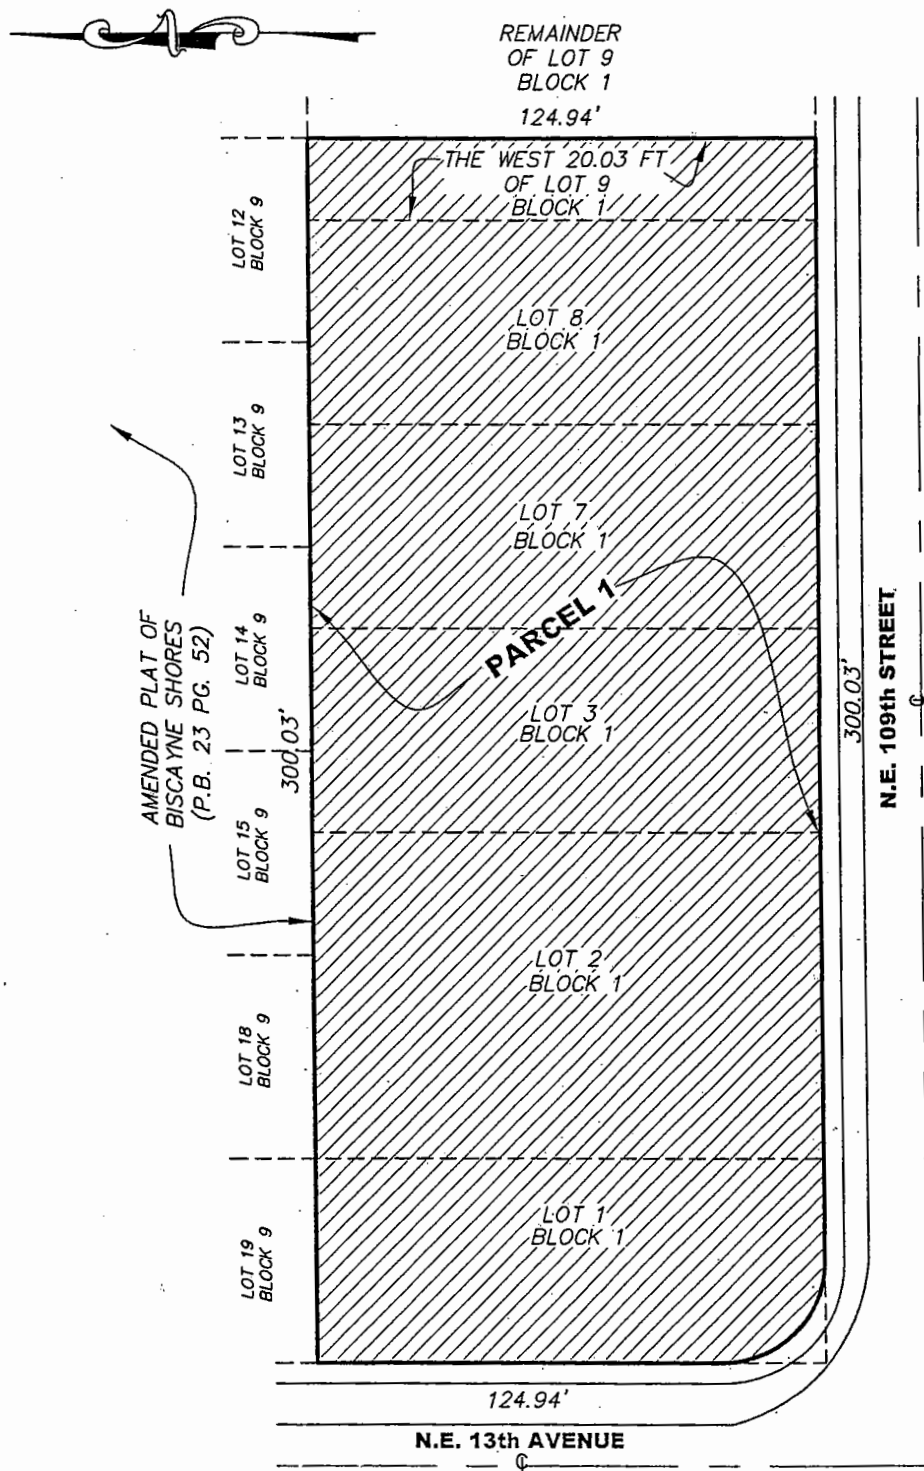 REMAINDER
OF LOT 9
BLOCK 1
124.94'
THE WEST 20.03 FT
OF LOT 9
BLOCK 1
LOT 12
BLOCK 9
LOT 8
BLOCK 1
LOT 13
BLOCK 9
LOT 7
BLOCK 1
PARCEL 1
LOT 14
BLOCK 9
AMENDED PLAT OF
BISCAYNE SHORES
(P.B. 23 PG. 52)
300.03'
LOT 3
BLOCK 1
300.03'
N.E. 109th STREET
LOT 15
BLOCK 9
LOT 2
BLOCK 1
LOT 18
BLOCK 9
LOT 1
BLOCK 1
LOT 19
BLOCK 9
124.94'
N.E. 13th AVENUE